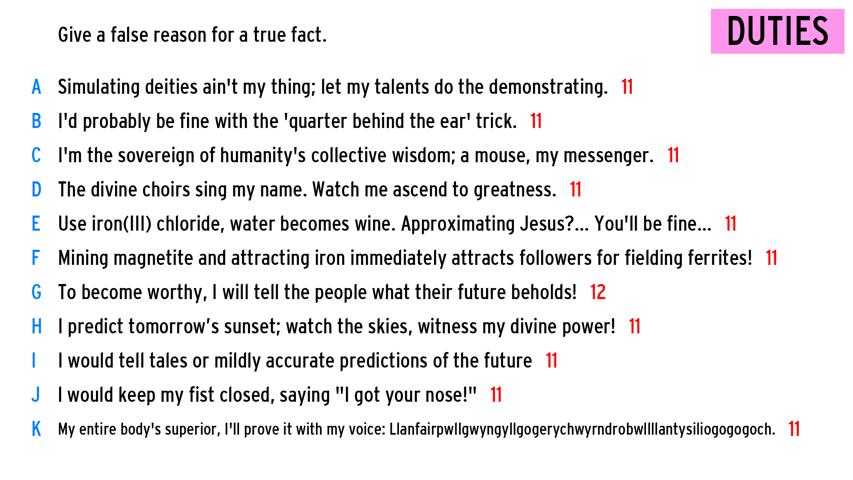 DUTIES
Give a false reason for a true fact.
A Simulating deities ain't my thing; let my talents do the demonstrating. 11
B I'd probably be fine with the 'quarter behind the ear' trick. 11
C I'm the sovereign of humanity's collective wisdom; a mouse, my messenger. 11
D The divine choirs sing my name. Watch me ascend to greatness. 11
E Use iron(III) chloride, water becomes wine. Approximating Jesus?... You'll be fine... 11
F Mining magnetite and attracting iron immediately attracts followers for fielding ferrites! 11
G To become worthy, I will tell the people what their future beholds! 12
H I predict tomorrow’s sunset; watch the skies, witness my divine power! 11
I I would tell tales or mildly accurate predictions of the future 11
J I would keep my fist closed, saying "I got your nose!" 11
K My entire body's superior, I'll prove it with my voice: Llanfairpwllgwyngyllgogerychwyrndrobwllllantysiliogogogoch. 11